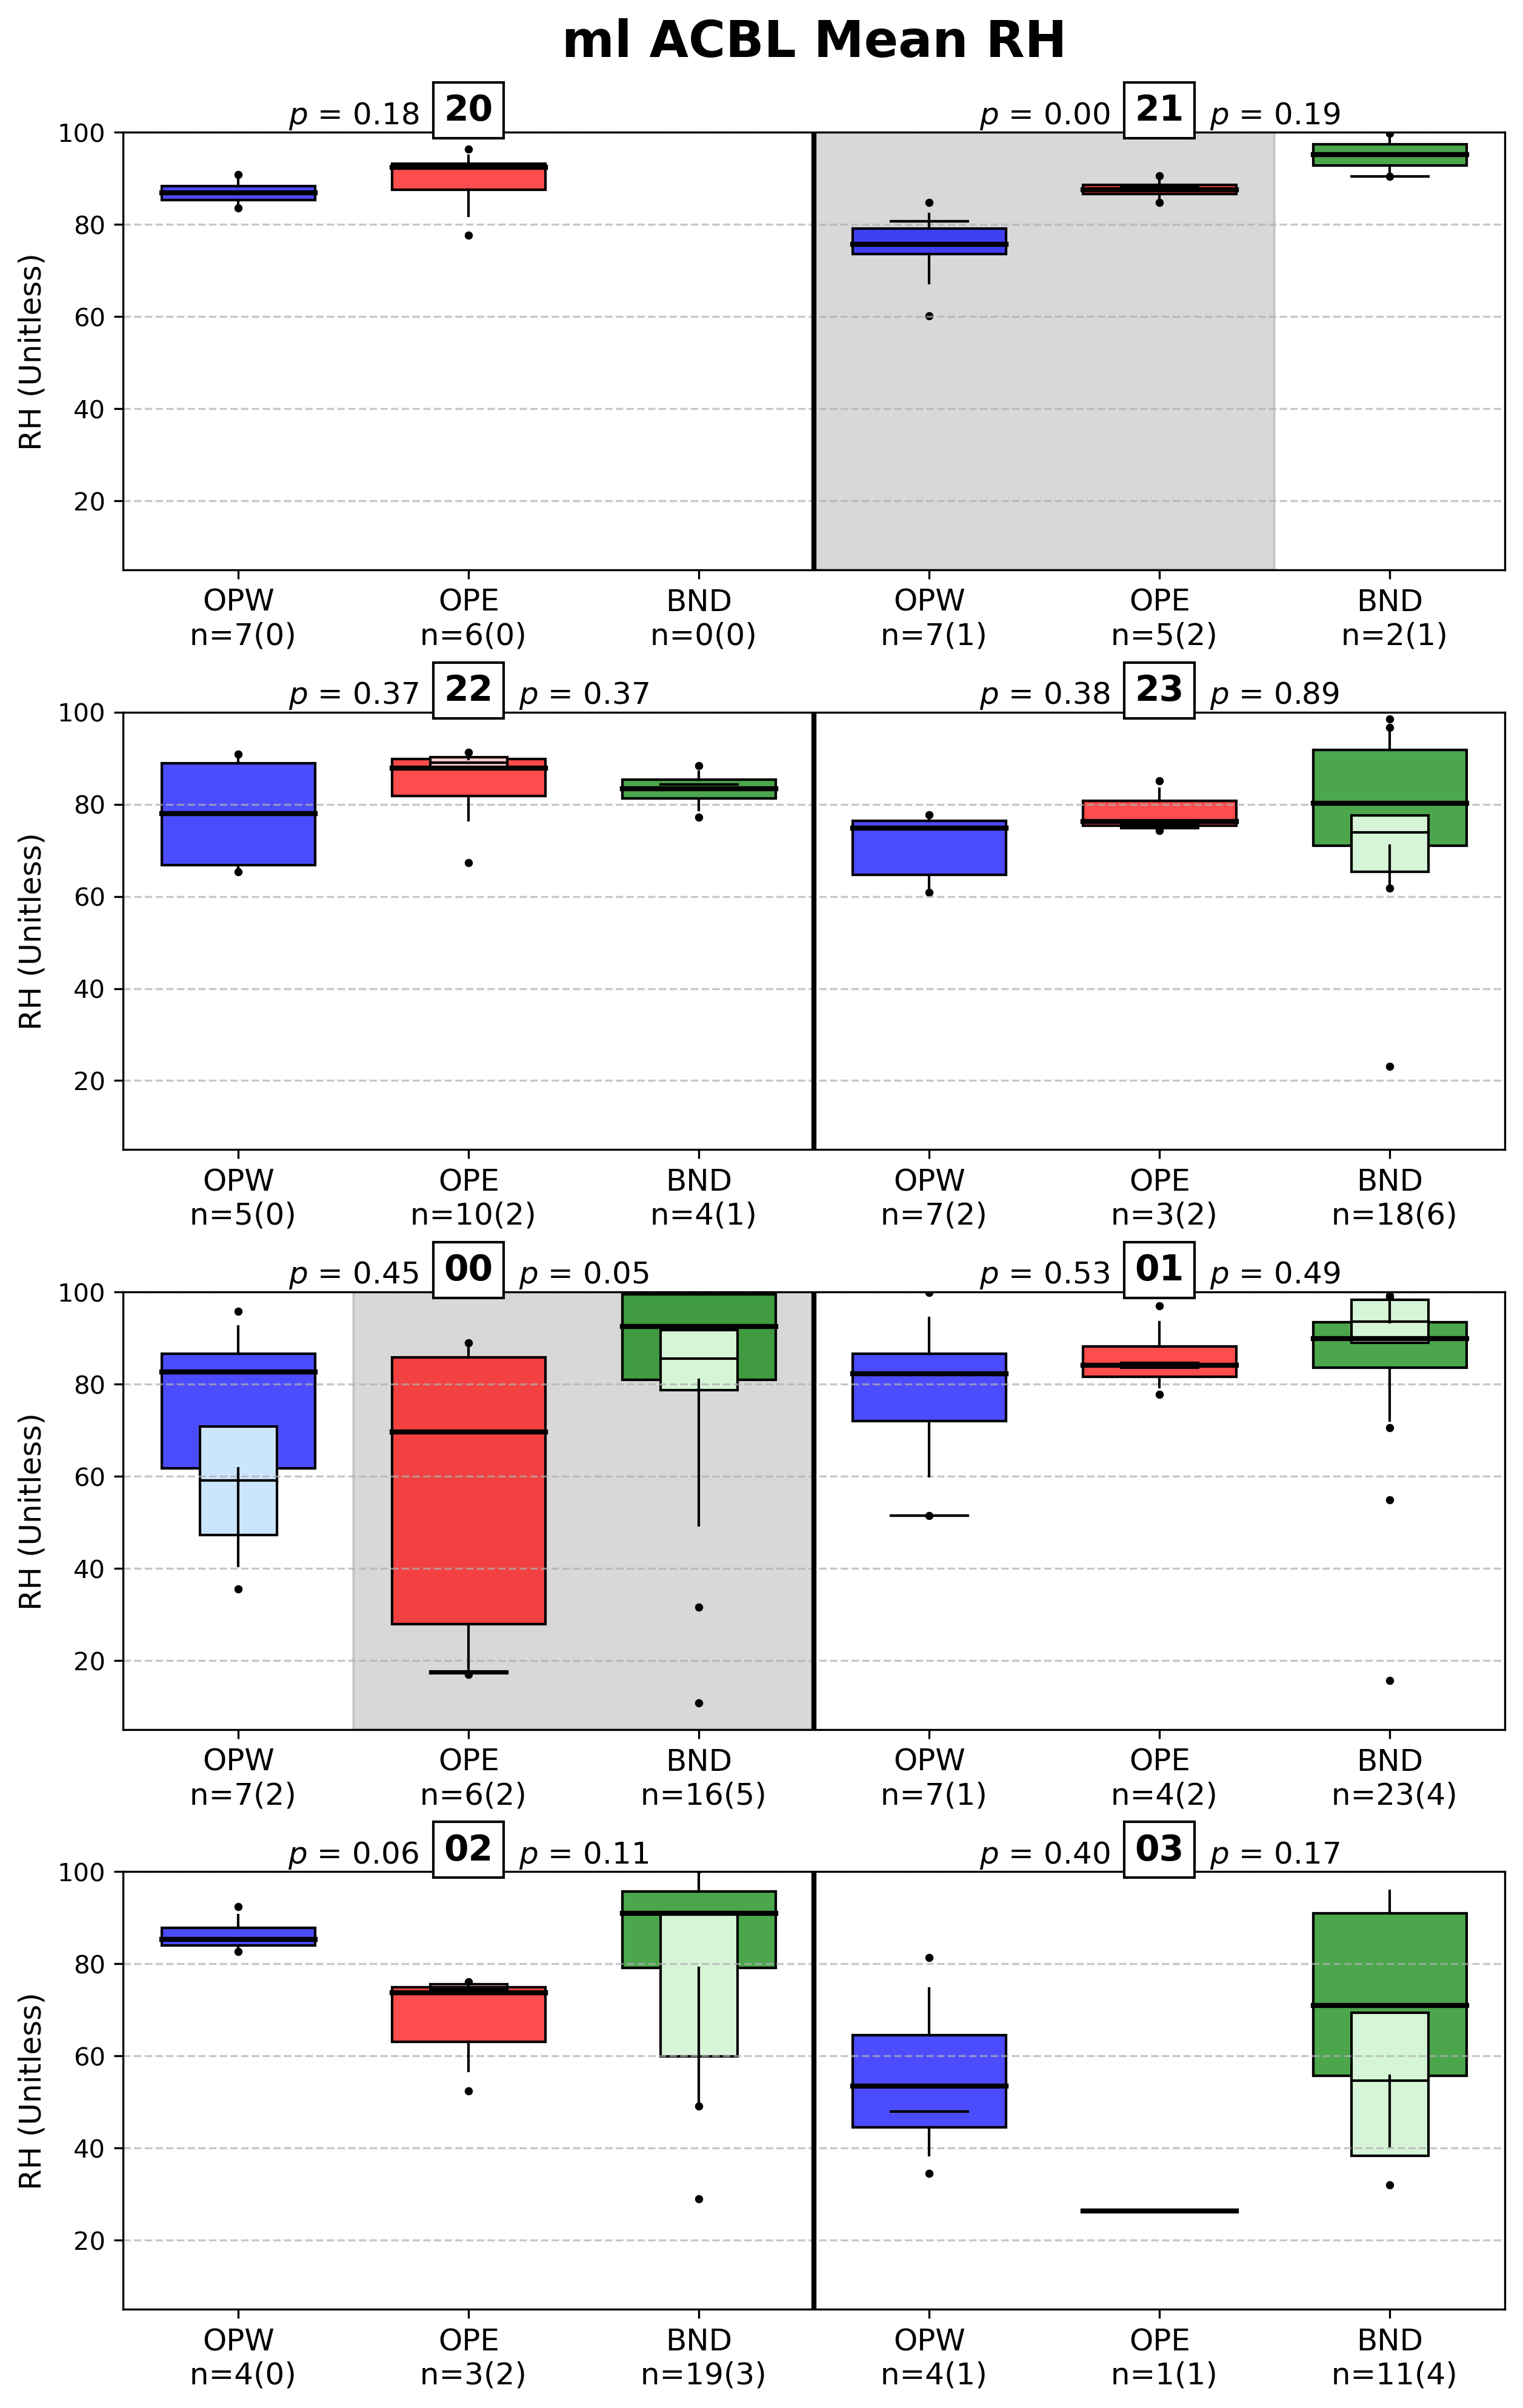 ml ACBL Mean RH
p = 0.18 20 p = 0.00 21 p = 0.19
100
80
60
40
20
RH (Unitless)
OPW OPE BND OPW OPE BND
n=7(0) n=6(0) n=0(0) n=7(1) n=5(2) n=2(1)
p = 0.37 22 p = 0.37 p = 0.38 23 p = 0.89
100
80
60
40
20
RH (Unitless)
OPW OPE BND OPW OPE BND
n=5(0) n=10(2) n=4(1) n=7(2) n=3(2) n=18(6)
p = 0.45 00 p = 0.05 p = 0.53 01 p = 0.49
100
80
60
40
20
RH (Unitless)
OPW OPE BND OPW OPE BND
n=7(2) n=6(2) n=16(5) n=7(1) n=4(2) n=23(4)
p = 0.06 02 p = 0.11 p = 0.40 03 p = 0.17
100
80
60
40
20
RH (Unitless)
OPW OPE BND OPW OPE BND
n=4(0) n=3(2) n=19(3) n=4(1) n=1(1) n=11(4)